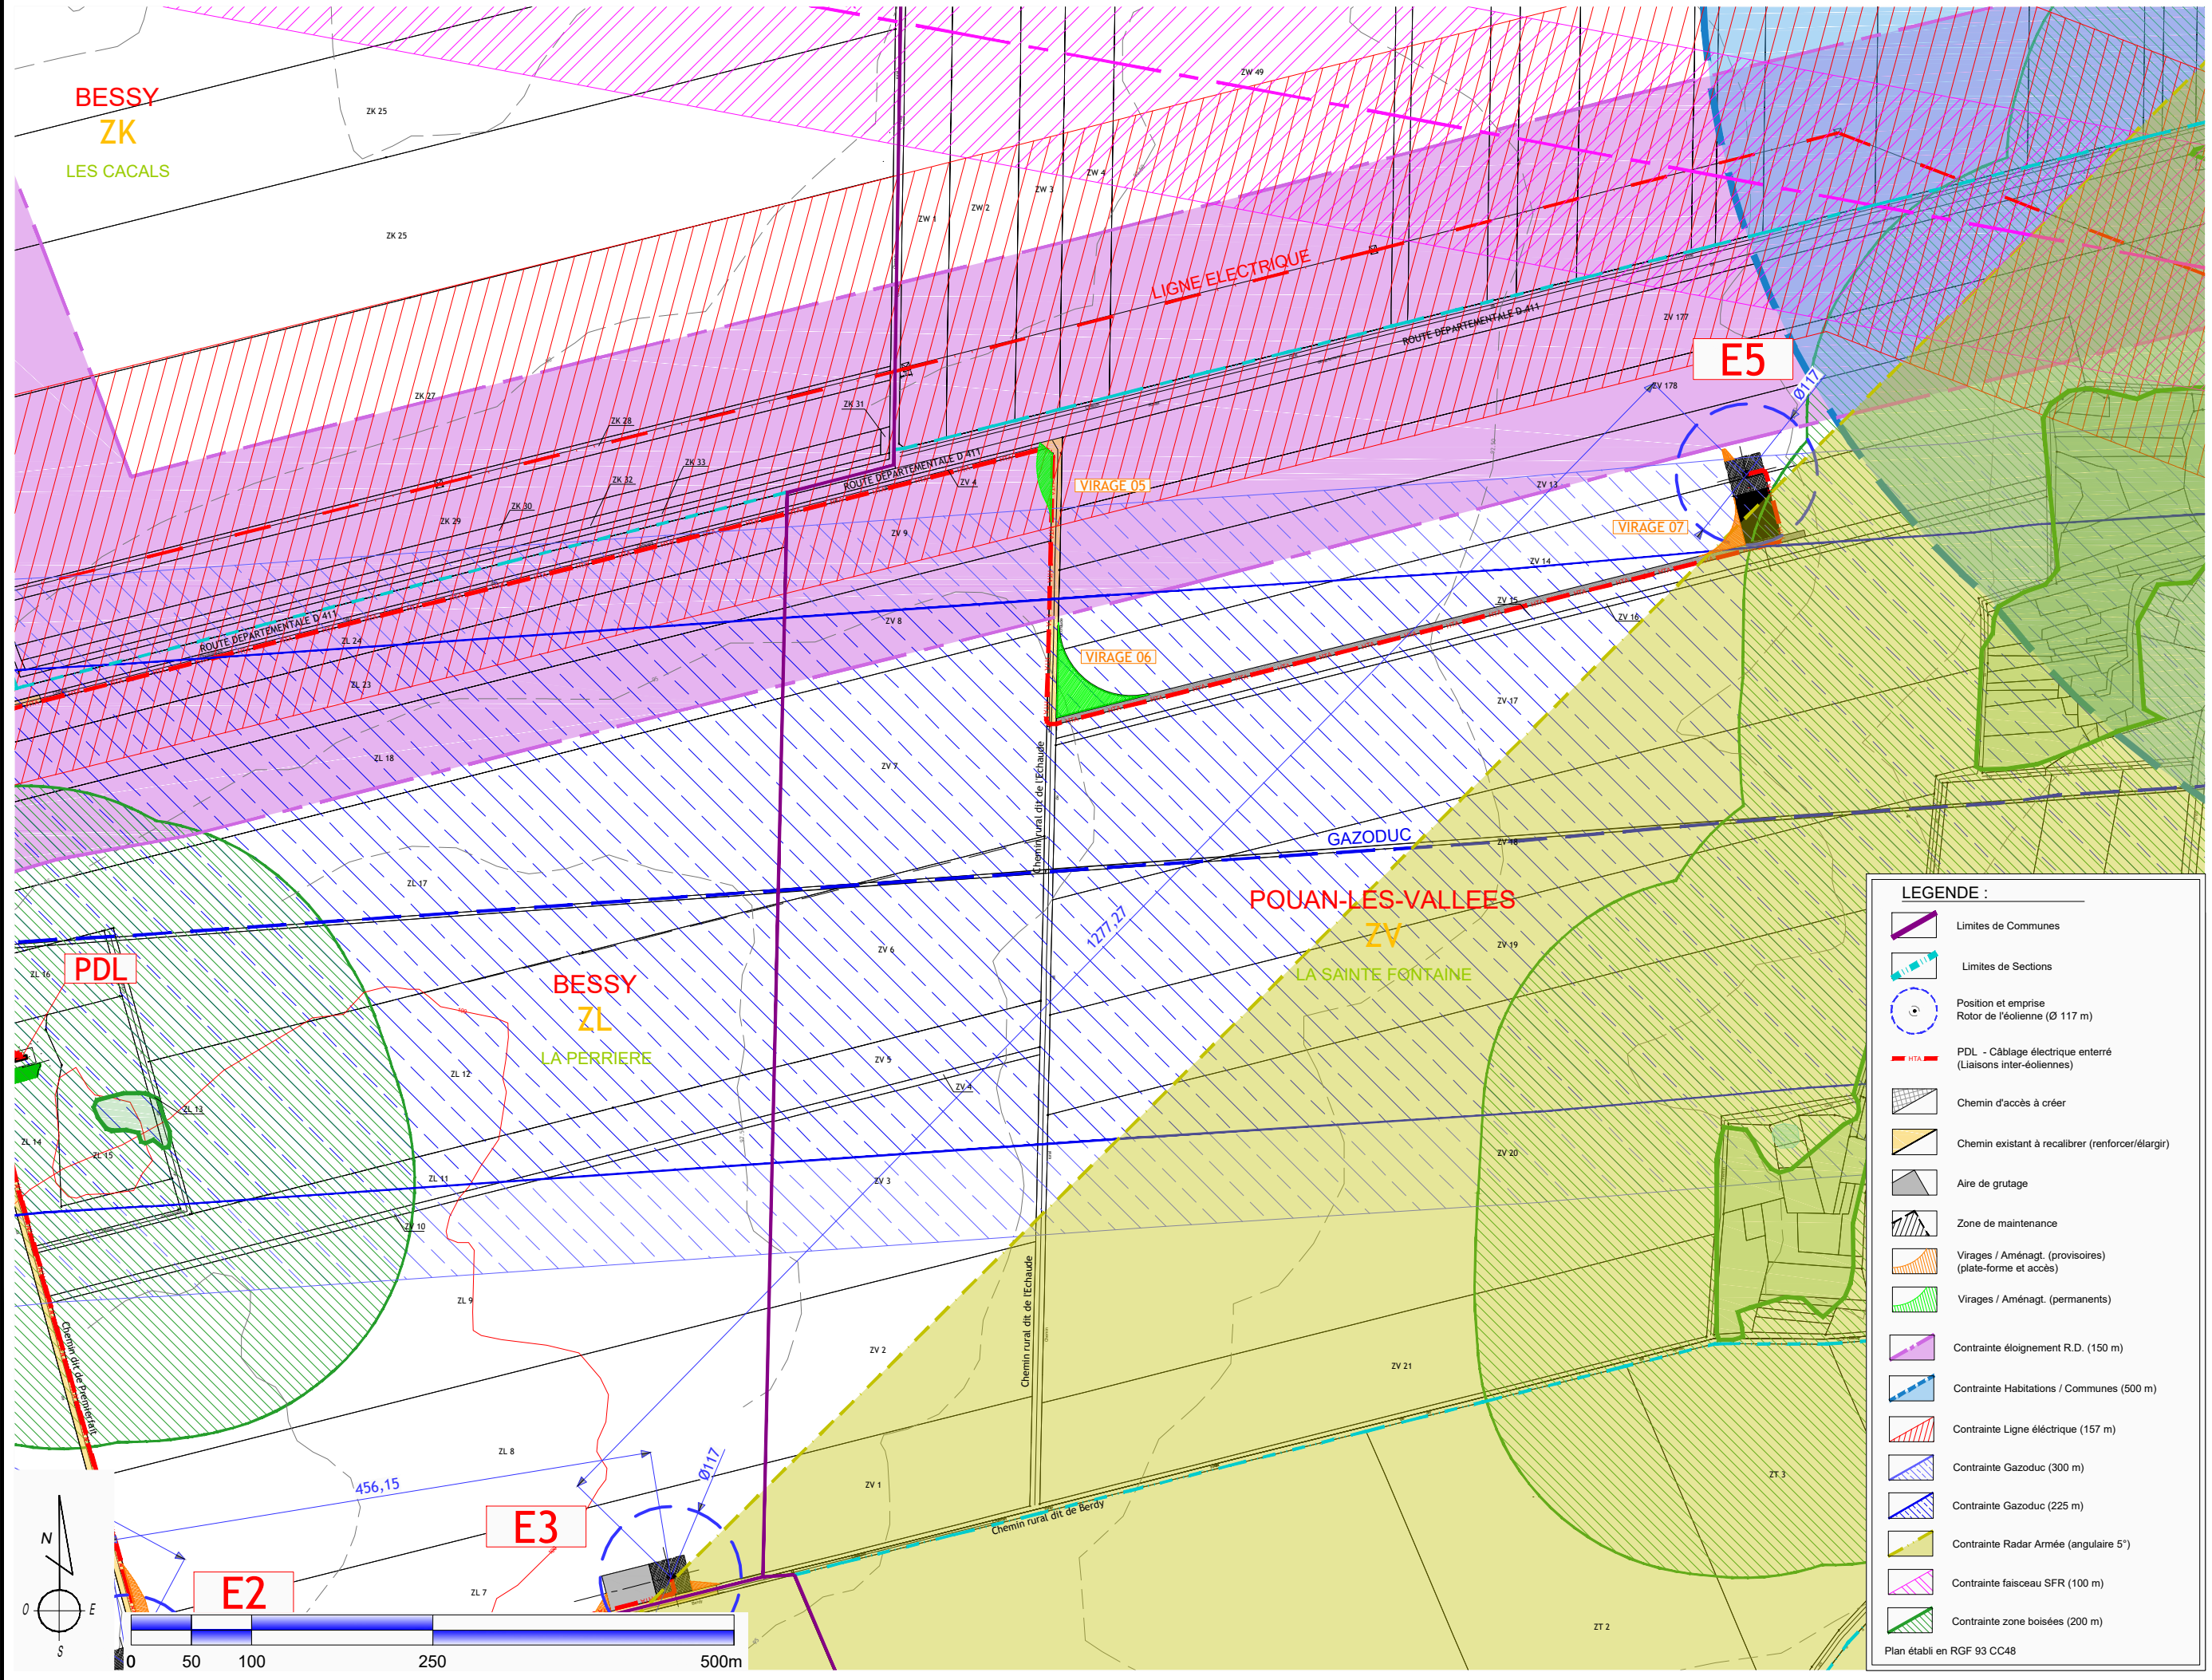 BESSY
ZK
LES CACALS
ZK 25
ZK 25
ZW 49
ZW 4
ZW 3
ZW 2
ZW 1
LIGNE ELECTRIQUE
ROUTE DEPARTEMENTALE D 411
ZV 177
E5
ZV 178
Ø117
ZK 27
ZK 31
ZK 28
ZK 33
ZK 32
ZK 30
ZK 29
ROUTE DEPARTEMENTALE D 411
ZV 4
VIRAGE 05
ZV 13
VIRAGE 07
ZV 9
ZV 14
ZV 15
ZV 16
ZV 8
ROUTE DEPARTEMENTALE D 411
ZL 24
ZL 23
VIRAGE 06
ZV 17
ZL 18
ZV 7
Chemin rural dit de l'Echaude
GAZODUC
ZV 18
ZL 17
POUAN-LES-VALLEES
ZV
LA SAINTE FONTAINE
1277,27
ZV 6
ZV 19
PDL
ZL 16
BESSY
ZL
LA PERRIERE
ZL 12
ZV 5
ZV 4
ZL 13
ZL 14
ZL 15
ZV 20
ZL 11
ZV 3
ZV 10
ZL 9
Chemin dit de Premierfait
Chemin rural dit de l'Echaude
ZV 2
ZV 21
ZL 8
456,15
Ø117
ZV 1
ZT 3
Chemin rural dit de Berdy
E3
E2
ZL 7
ZT 2
N
O
E
S
0 50 100 250 500m
LEGENDE :
Limites de Communes
Limites de Sections
Position et emprise
Rotor de l'éolienne (Ø 117 m)
HTA
PDL - Câblage électrique enterré
(Liaisons inter-éoliennes)
Chemin d'accès à créer
Chemin existant à recalibrer (renforcer/élargir)
Aire de grutage
Zone de maintenance
Virages / Aménagt. (provisoires)
(plate-forme et accès)
Virages / Aménagt. (permanents)
Contrainte éloignement R.D. (150 m)
Contrainte Habitations / Communes (500 m)
Contrainte Ligne éléctrique (157 m)
Contrainte Gazoduc (300 m)
Contrainte Gazoduc (225 m)
Contrainte Radar Armée (angulaire 5°)
Contrainte faisceau SFR (100 m)
Contrainte zone boisées (200 m)
Plan établi en RGF 93 CC48